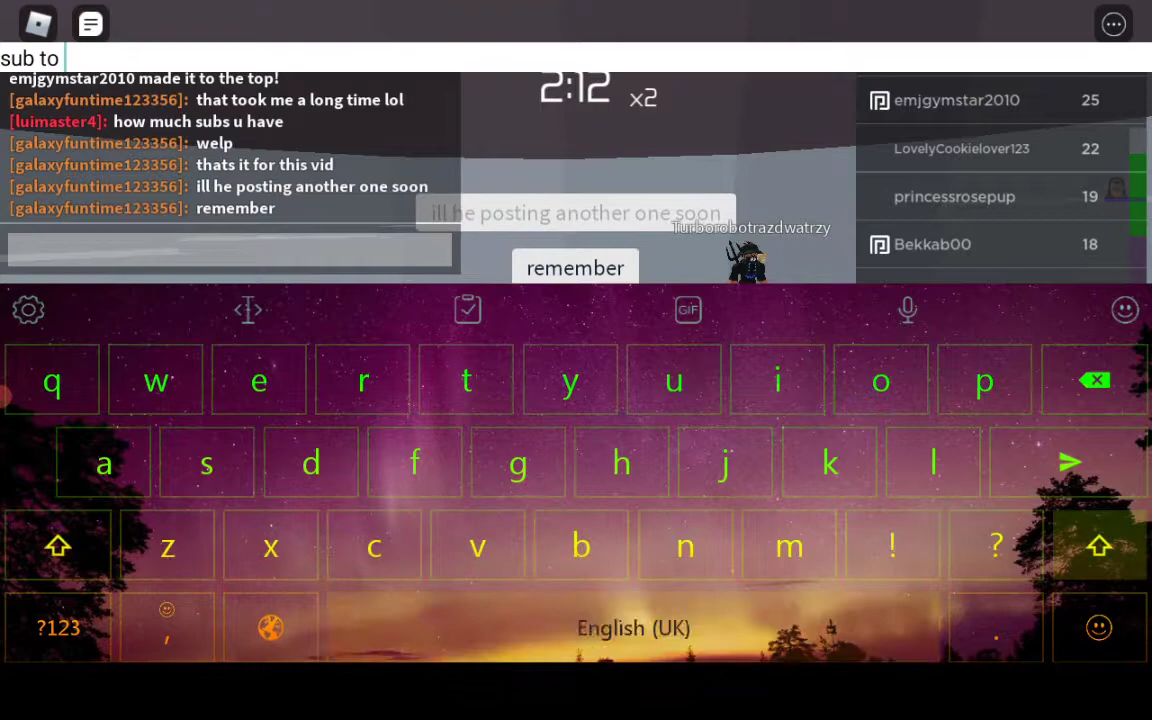 sub to
emjgymstar2010 made it to the top!
[galaxyfuntime123356]: that took me a long time lol
[luimaster4]: how much subs u have
[galaxyfuntime123356]: welp
[galaxyfuntime123356]: thats it for this vid
[galaxyfuntime123356]: ill he posting another one soon
[galaxyfuntime123356]: remember
2:12 x2
ill he posting another one soon
Turborobotrazdwatrzy
remember
emjgymstar2010 25
LovelyCookielover123 22
princessrosepup 19
Bekkab00 18
GIF
q w e r t y u i o p
a s d f g h j k l
z x c v b n m ! ?
?123 , English (UK) .